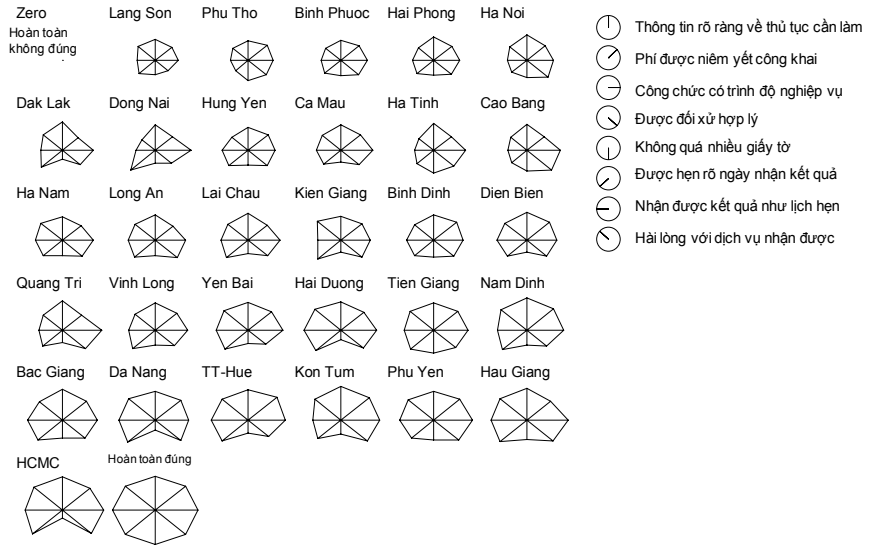 Zero Lang Son Phu Tho Binh Phuoc Hai Phong Ha Noi
Hoàn toàn
không đúng
Dak Lak Dong Nai Hung Yen Ca Mau Ha Tinh Cao Bang
Ha Nam Long An Lai Chau Kien Giang Binh Dinh Dien Bien
Quang Tri Vinh Long Yen Bai Hai Duong Tien Giang Nam Dinh
Bac Giang Da Nang TT-Hue Kon Tum Phu Yen Hau Giang
HCMC Hoàn toàn đúng
Thông tin rõ ràng về thủ tục cần làm
Phí được niêm yết công khai
Công chức có trình độ nghiệp vụ
Được đối xử hợp lý
Không quá nhiều giấy tờ
Được hẹn rõ ngày nhận kết quả
Nhận được kết quả như lịch hẹn
Hài lòng với dịch vụ nhận được